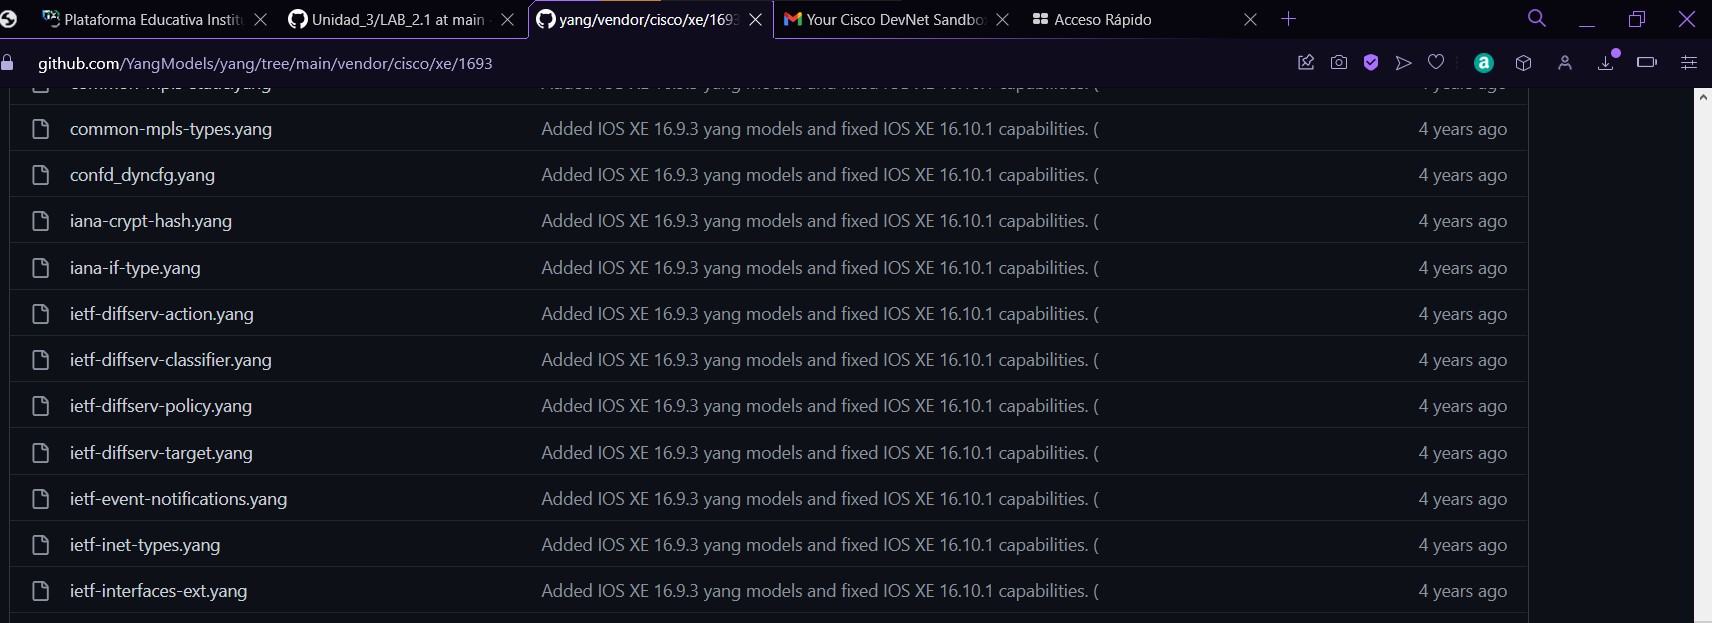 Plataforma Educativa Institu
Unidad_3/LAB_2.1 at main
yang/vendor/cisco/xe/1693
Your Cisco DevNet Sandbo
Acceso Rápido
github.com/YangModels/yang/tree/main/vendor/cisco/xe/1693
common-mpls-types.yang Added IOS XE 16.9.3 yang models and fixed IOS XE 16.10.1 capabilities. ( 4 years ago
confd_dyncfg.yang Added IOS XE 16.9.3 yang models and fixed IOS XE 16.10.1 capabilities. ( 4 years ago
iana-crypt-hash.yang Added IOS XE 16.9.3 yang models and fixed IOS XE 16.10.1 capabilities. ( 4 years ago
iana-if-type.yang Added IOS XE 16.9.3 yang models and fixed IOS XE 16.10.1 capabilities. ( 4 years ago
ietf-diffserv-action.yang Added IOS XE 16.9.3 yang models and fixed IOS XE 16.10.1 capabilities. ( 4 years ago
ietf-diffserv-classifier.yang Added IOS XE 16.9.3 yang models and fixed IOS XE 16.10.1 capabilities. ( 4 years ago
ietf-diffserv-policy.yang Added IOS XE 16.9.3 yang models and fixed IOS XE 16.10.1 capabilities. ( 4 years ago
ietf-diffserv-target.yang Added IOS XE 16.9.3 yang models and fixed IOS XE 16.10.1 capabilities. ( 4 years ago
ietf-event-notifications.yang Added IOS XE 16.9.3 yang models and fixed IOS XE 16.10.1 capabilities. ( 4 years ago
ietf-inet-types.yang Added IOS XE 16.9.3 yang models and fixed IOS XE 16.10.1 capabilities. ( 4 years ago
ietf-interfaces-ext.yang Added IOS XE 16.9.3 yang models and fixed IOS XE 16.10.1 capabilities. ( 4 years ago